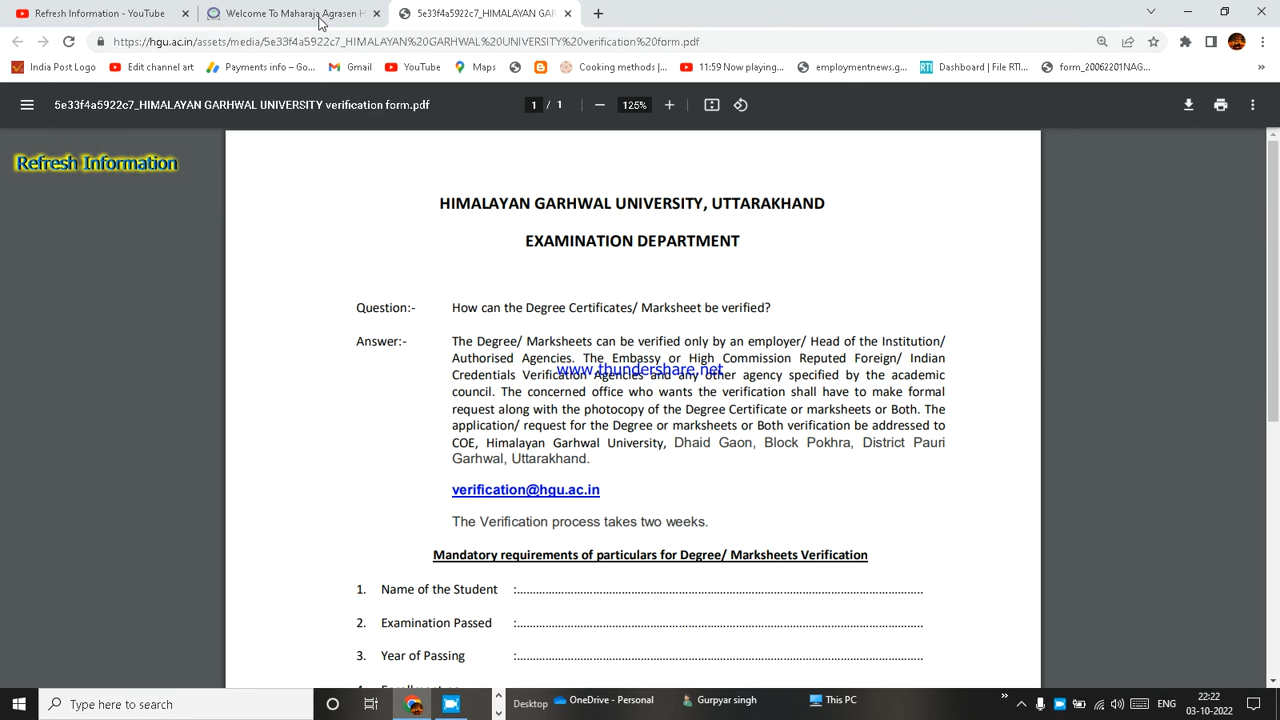 Refresh Information - YouTube
Welcome To Maharaja Agrasen H
5e33f4a5922c7_HIMALAYAN GAR
https://hgu.ac.in/assets/media/5e33f4a5922c7_HIMALAYAN%20GARHWAL%20UNIVERSITY%20verification%20form.pdf
India Post Logo
Edit channel art
Payments info – Go...
Gmail
YouTube
Maps
Cooking methods |...
11:59 Now playing...
employmentnews.g...
Dashboard | File RTI...
form_20062201NAG...
»
5e33f4a5922c7_HIMALAYAN GARHWAL UNIVERSITY verification form.pdf
1 / 1
125%
Refresh Information
HIMALAYAN GARHWAL UNIVERSITY, UTTARAKHAND
EXAMINATION DEPARTMENT
Question:- How can the Degree Certificates/ Marksheet be verified?
Answer:- The Degree/ Marksheets can be verified only by an employer/ Head of the Institution/
Authorised Agencies. The Embassy or High Commission Reputed Foreign/ Indian
www.thundershare.net
Credentials Verification Agencies and any other agency specified by the academic
council. The concerned office who wants the verification shall have to make formal
request along with the photocopy of the Degree Certificate or marksheets or Both. The
application/ request for the Degree or marksheets or Both verification be addressed to
COE, Himalayan Garhwal University, Dhaid Gaon, Block Pokhra, District Pauri
Garhwal, Uttarakhand.
verification@hgu.ac.in
The Verification process takes two weeks.
Mandatory requirements of particulars for Degree/ Marksheets Verification
1. Name of the Student :..........................................................................................
2. Examination Passed :..........................................................................................
3. Year of Passing :..........................................................................................
Type here to search
Desktop
OneDrive - Personal
Gurpyar singh
This PC
»
ENG
22:22
03-10-2022